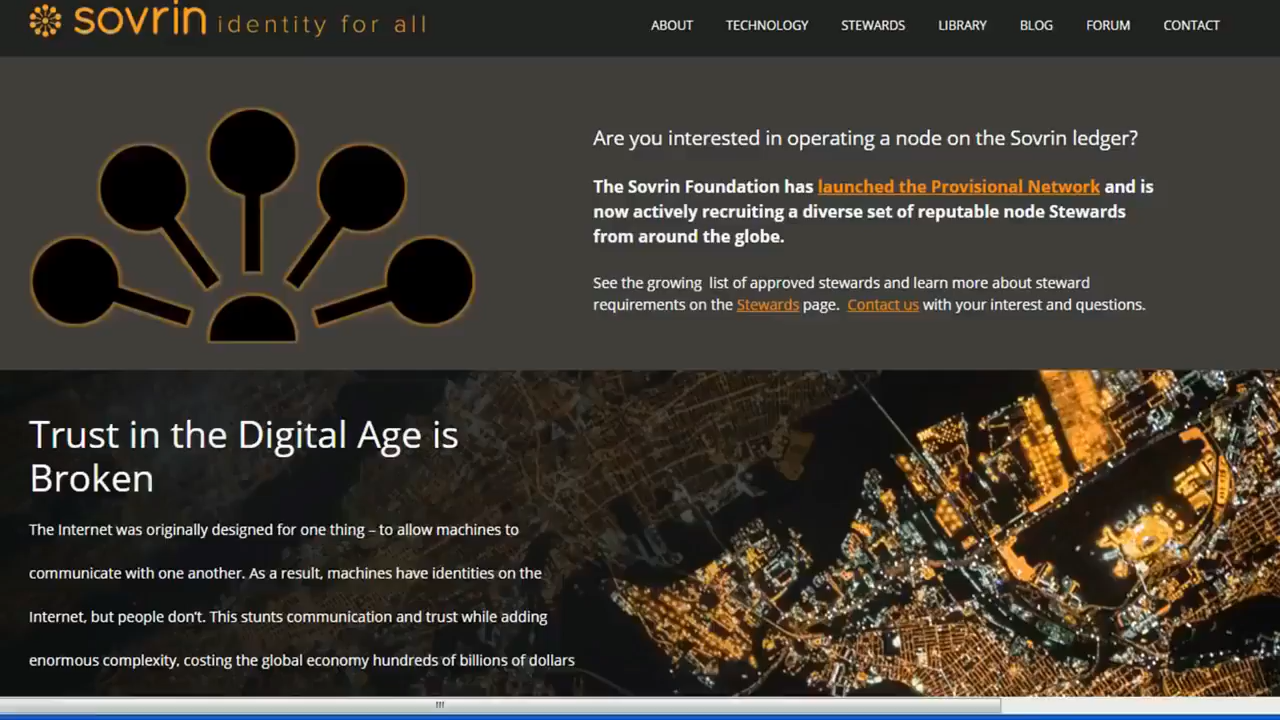 sovrin identity for all
ABOUT TECHNOLOGY STEWARDS LIBRARY BLOG FORUM CONTACT
Are you interested in operating a node on the Sovrin ledger?
The Sovrin Foundation has launched the Provisional Network and is
now actively recruiting a diverse set of reputable node Stewards
from around the globe.
See the growing list of approved stewards and learn more about steward
requirements on the Stewards page. Contact us with your interest and questions.
Trust in the Digital Age is
Broken
The Internet was originally designed for one thing – to allow machines to
communicate with one another. As a result, machines have identities on the
Internet, but people don't. This stunts communication and trust while adding
enormous complexity, costing the global economy hundreds of billions of dollars